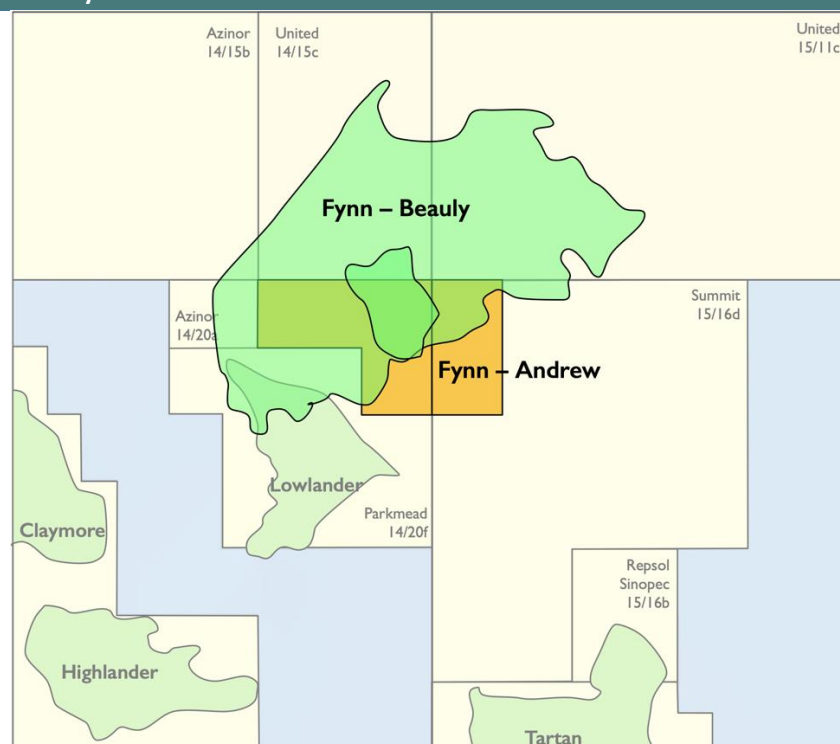 Azinor
14/15b
United
14/15c
United
15/11c
Fynn – Beauly
Azinor
14/20a
Summit
15/16d
Fynn – Andrew
Lowlander
Parkmead
14/20f
Claymore
Repsol
Sinopec
15/16b
Highlander
Tartan